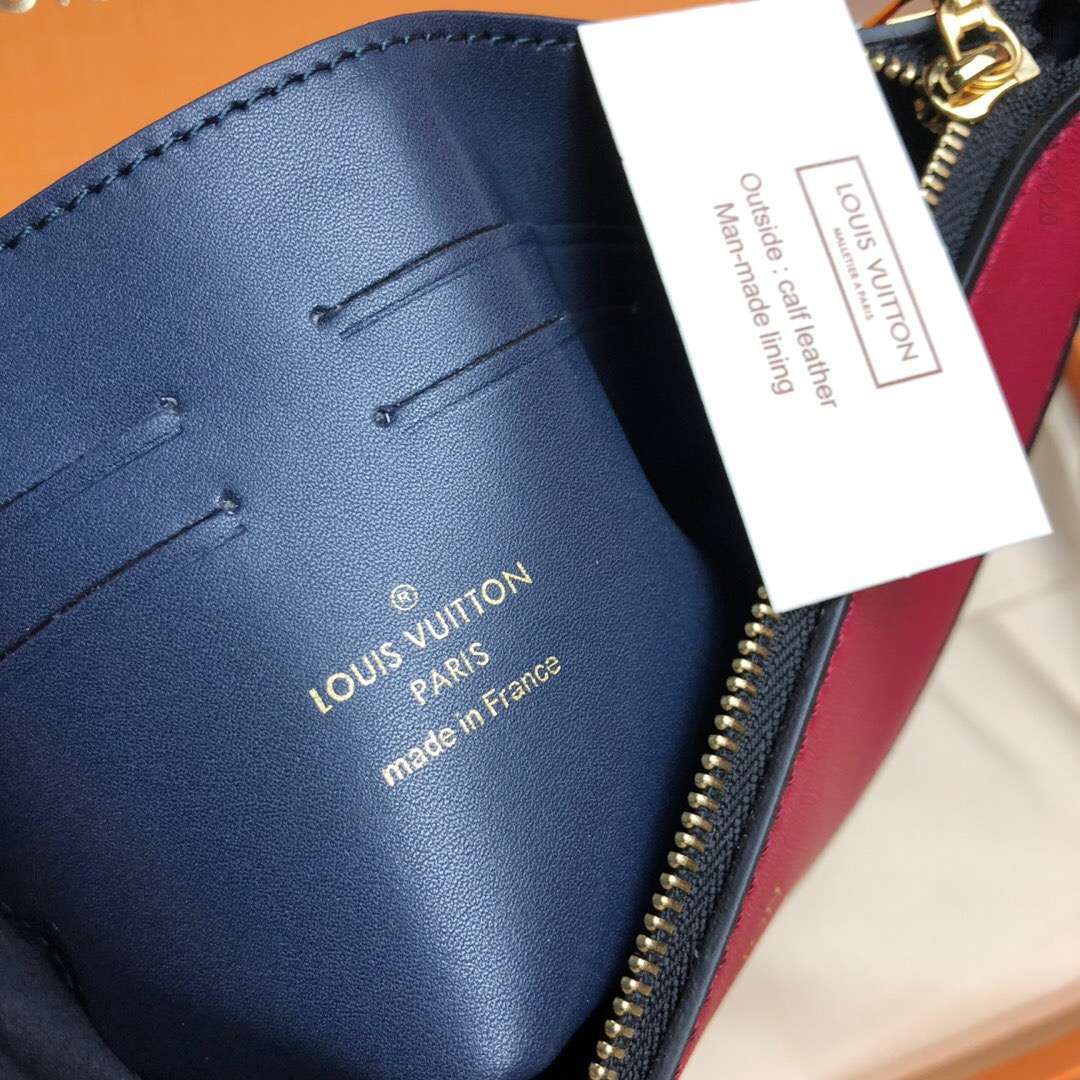 LOUIS VUITTON
MALLETIER A PARIS
Outside : calf leather
Man-made lining
®
LOUIS VUITTON
PARIS
made in France